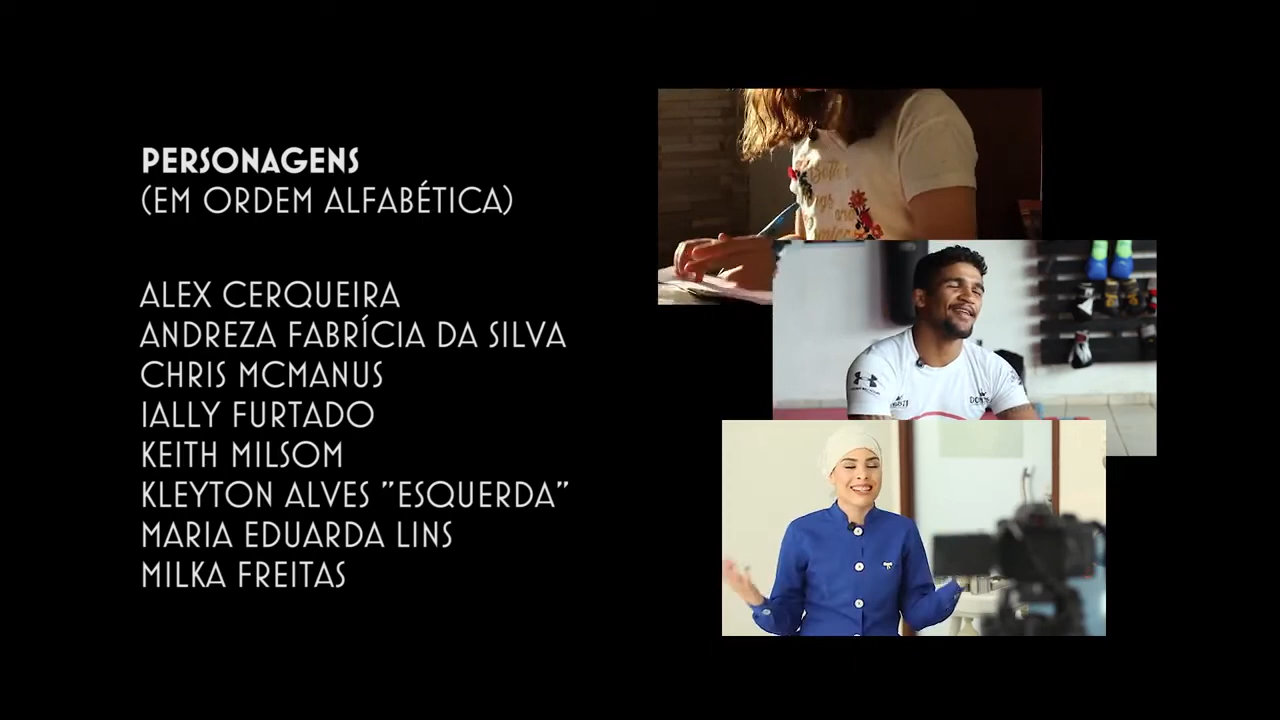 PERSONAGENS
(EM ORDEM ALFABÉTICA)
ALEX CERQUEIRA
ANDREZA FABRÍCIA DA SILVA
CHRIS MCMANUS
IALLY FURTADO
KEITH MILSOM
KLEYTON ALVES "ESQUERDA"
MARIA EDUARDA LINS
MILKA FREITAS